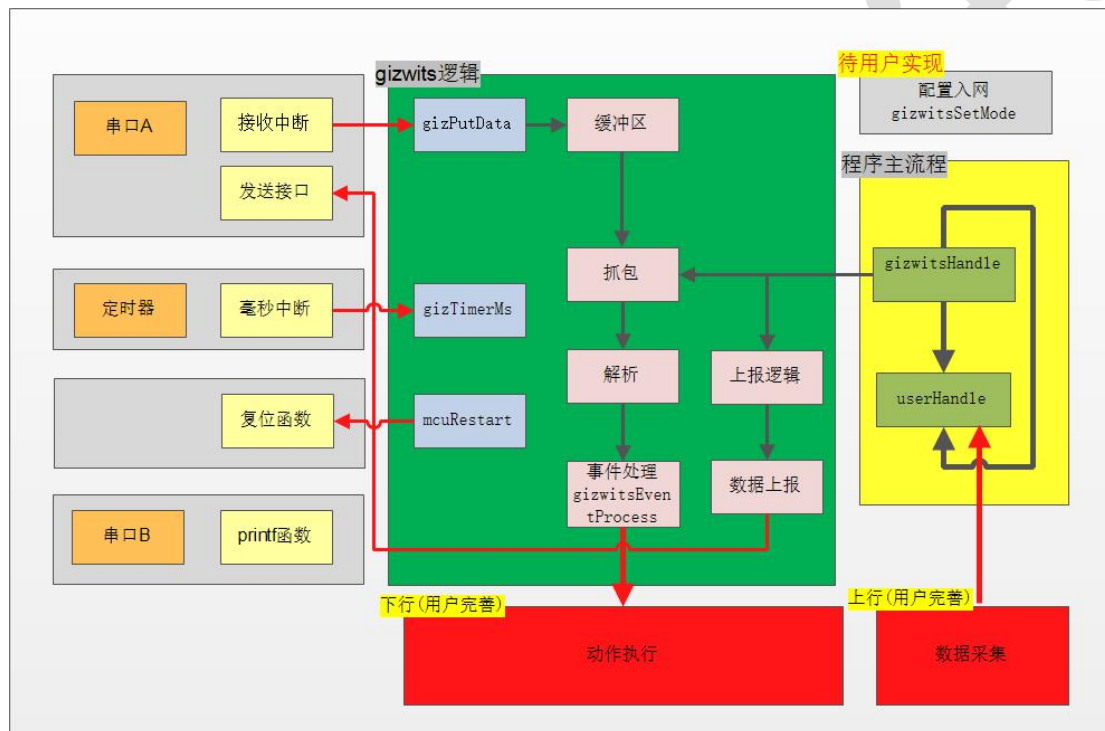 gizwits逻辑
待用户实现
配置入网
gizwitsSetMode
串口A
接收中断
gizPutData
缓冲区
发送接口
程序主流程
gizwitsHandle
抓包
定时器
毫秒中断
gizTimerMs
解析
上报逻辑
userHandle
复位函数
mcuRestart
事件处理
gizwitsEven
tProcess
数据上报
串口B
printf函数
下行(用户完善)
上行(用户完善)
动作执行
数据采集